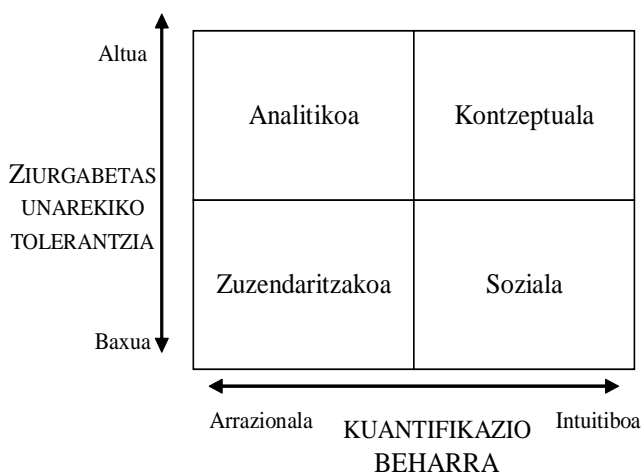 Altua
Analitikoa
Kontzeptuala
ZIURGABETAS
UNAREKIKO
TOLERANTZIA
Zuzendaritzakoa
Soziala
Baxua
Arrazionala
KUANTIFIKAZIO
Intuitiboa
BEHARRA